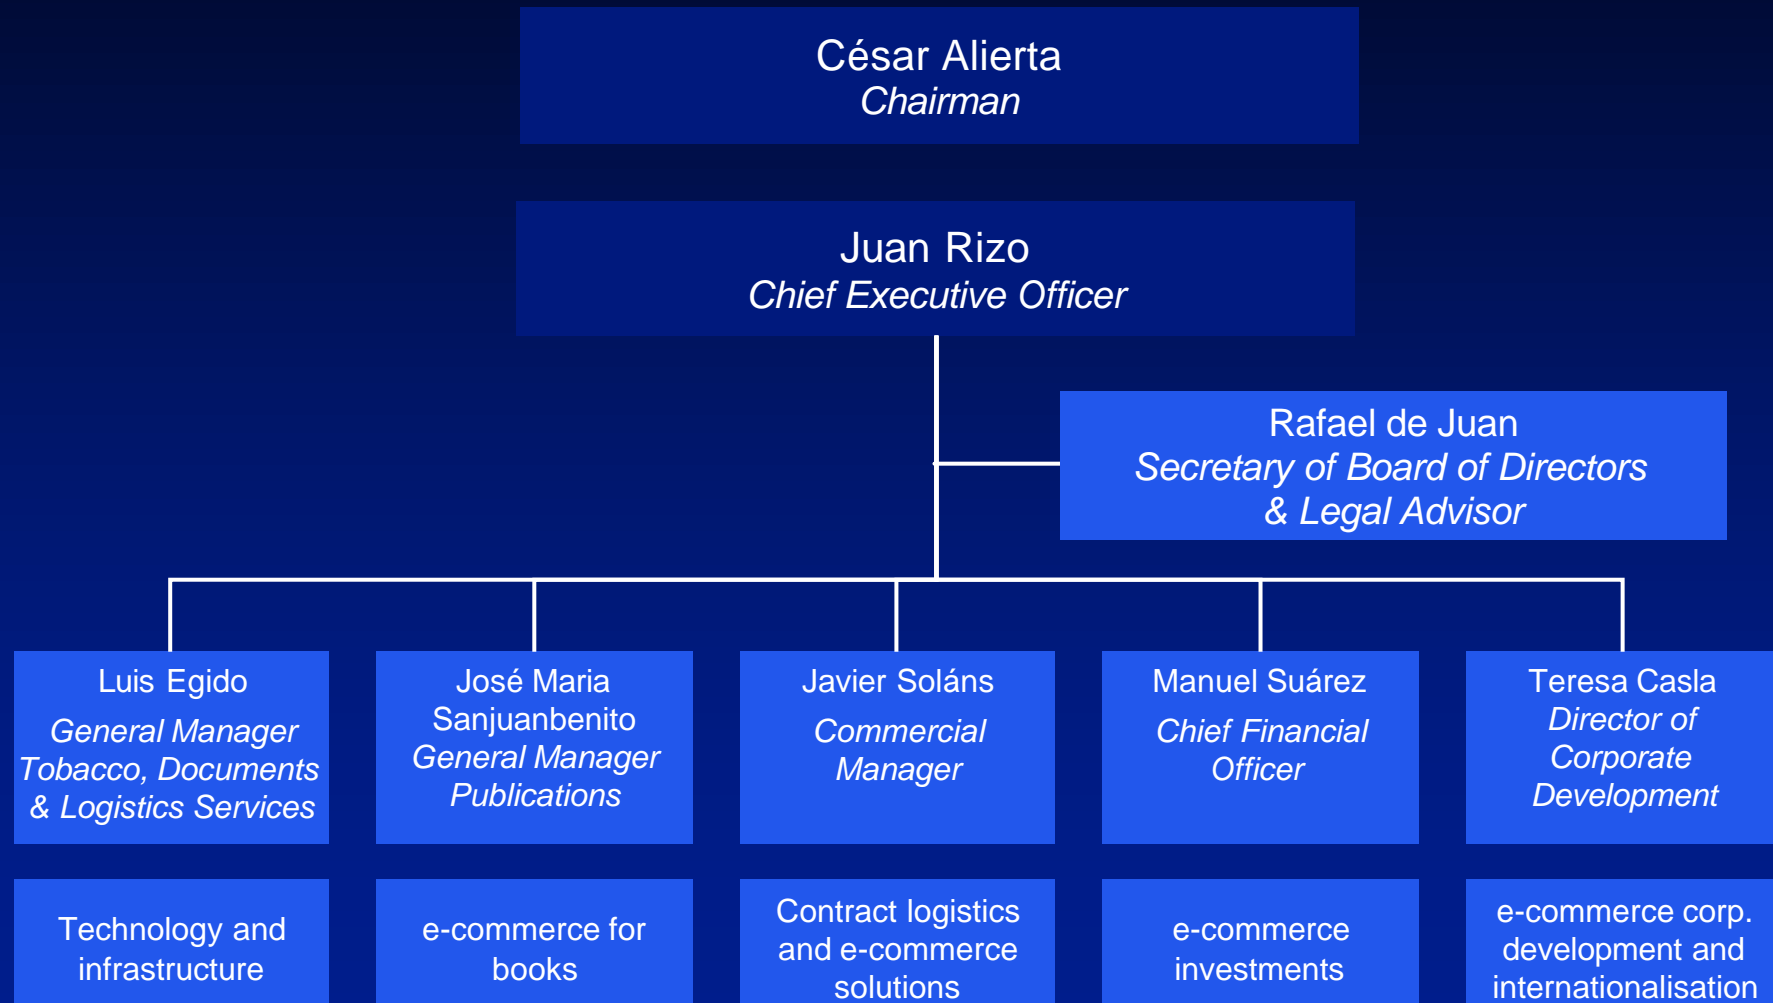 César Alierta
Chairman
Juan Rizo
Chief Executive Officer
Rafael de Juan
Secretary of Board of Directors
& Legal Advisor
Luis Egido
General Manager
Tobacco, Documents
& Logistics Services
José Maria
Sanjuanbenito
General Manager
Publications
Javier Soláns
Commercial
Manager
Manuel Suárez
Chief Financial
Officer
Teresa Casla
Director of
Corporate
Development
Technology and
infrastructure
e-commerce for
books
Contract logistics
and e-commerce
solutions
e-commerce
investments
e-commerce corp.
development and
internationalisation